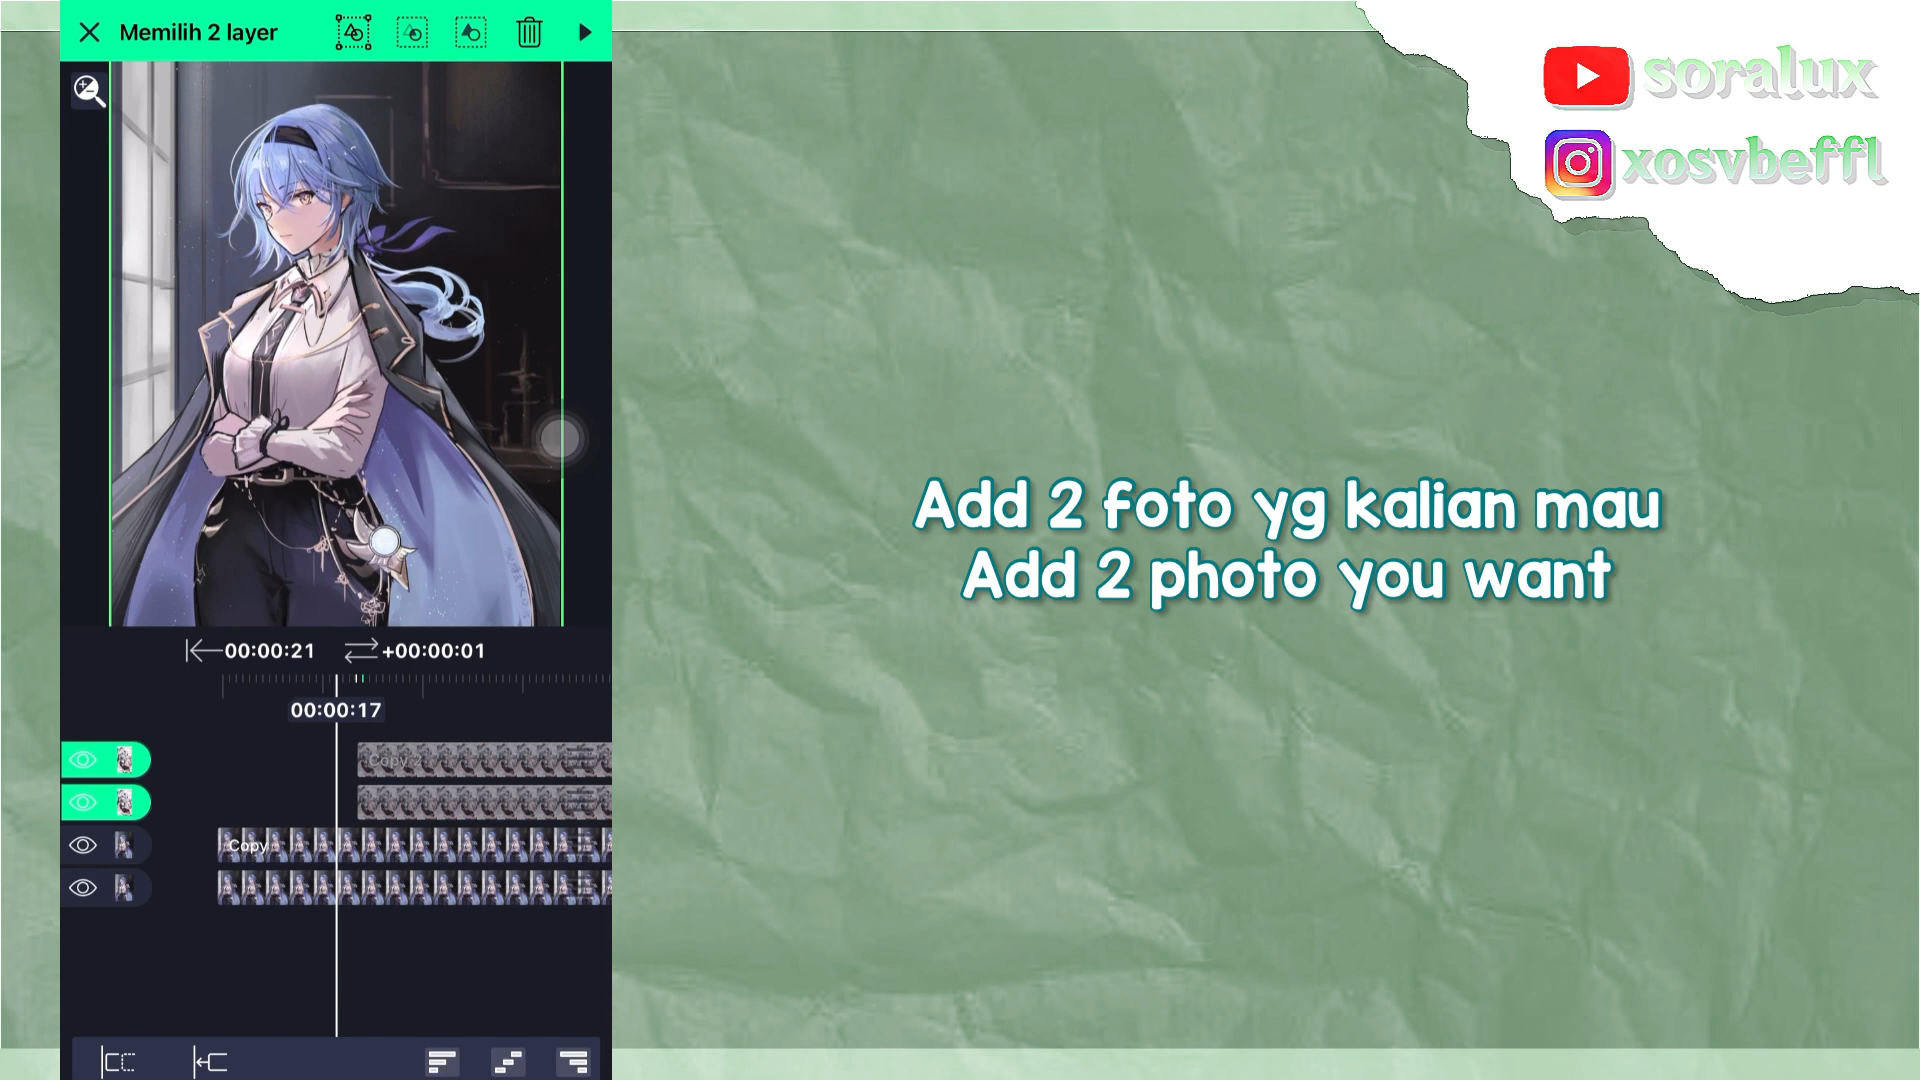 Memilih 2 layer
soralux
xosvbeffl
Add 2 foto yg kalian mau
Add 2 photo you want
00:00:21
+00:00:01
00:00:17
Copy 2
Copy